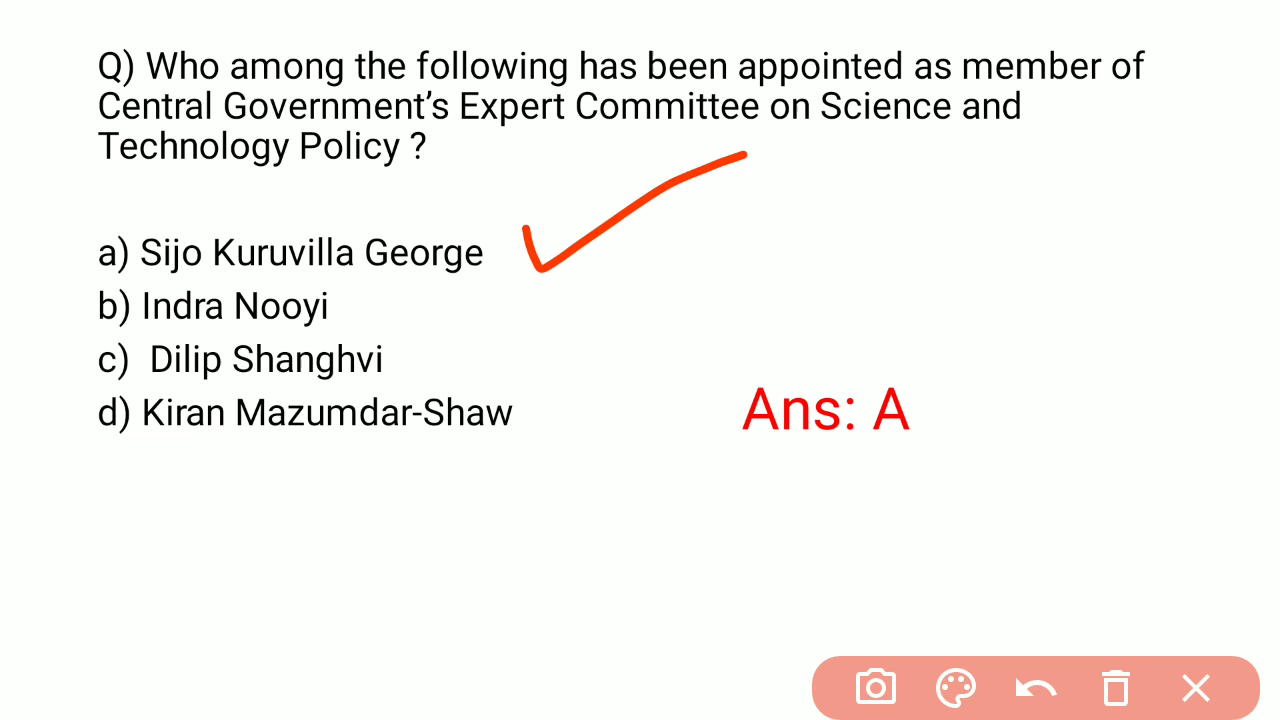 Q) Who among the following has been appointed as member of
Central Government’s Expert Committee on Science and
Technology Policy ?
a) Sijo Kuruvilla George
b) Indra Nooyi
c) Dilip Shanghvi
d) Kiran Mazumdar-Shaw
Ans: A